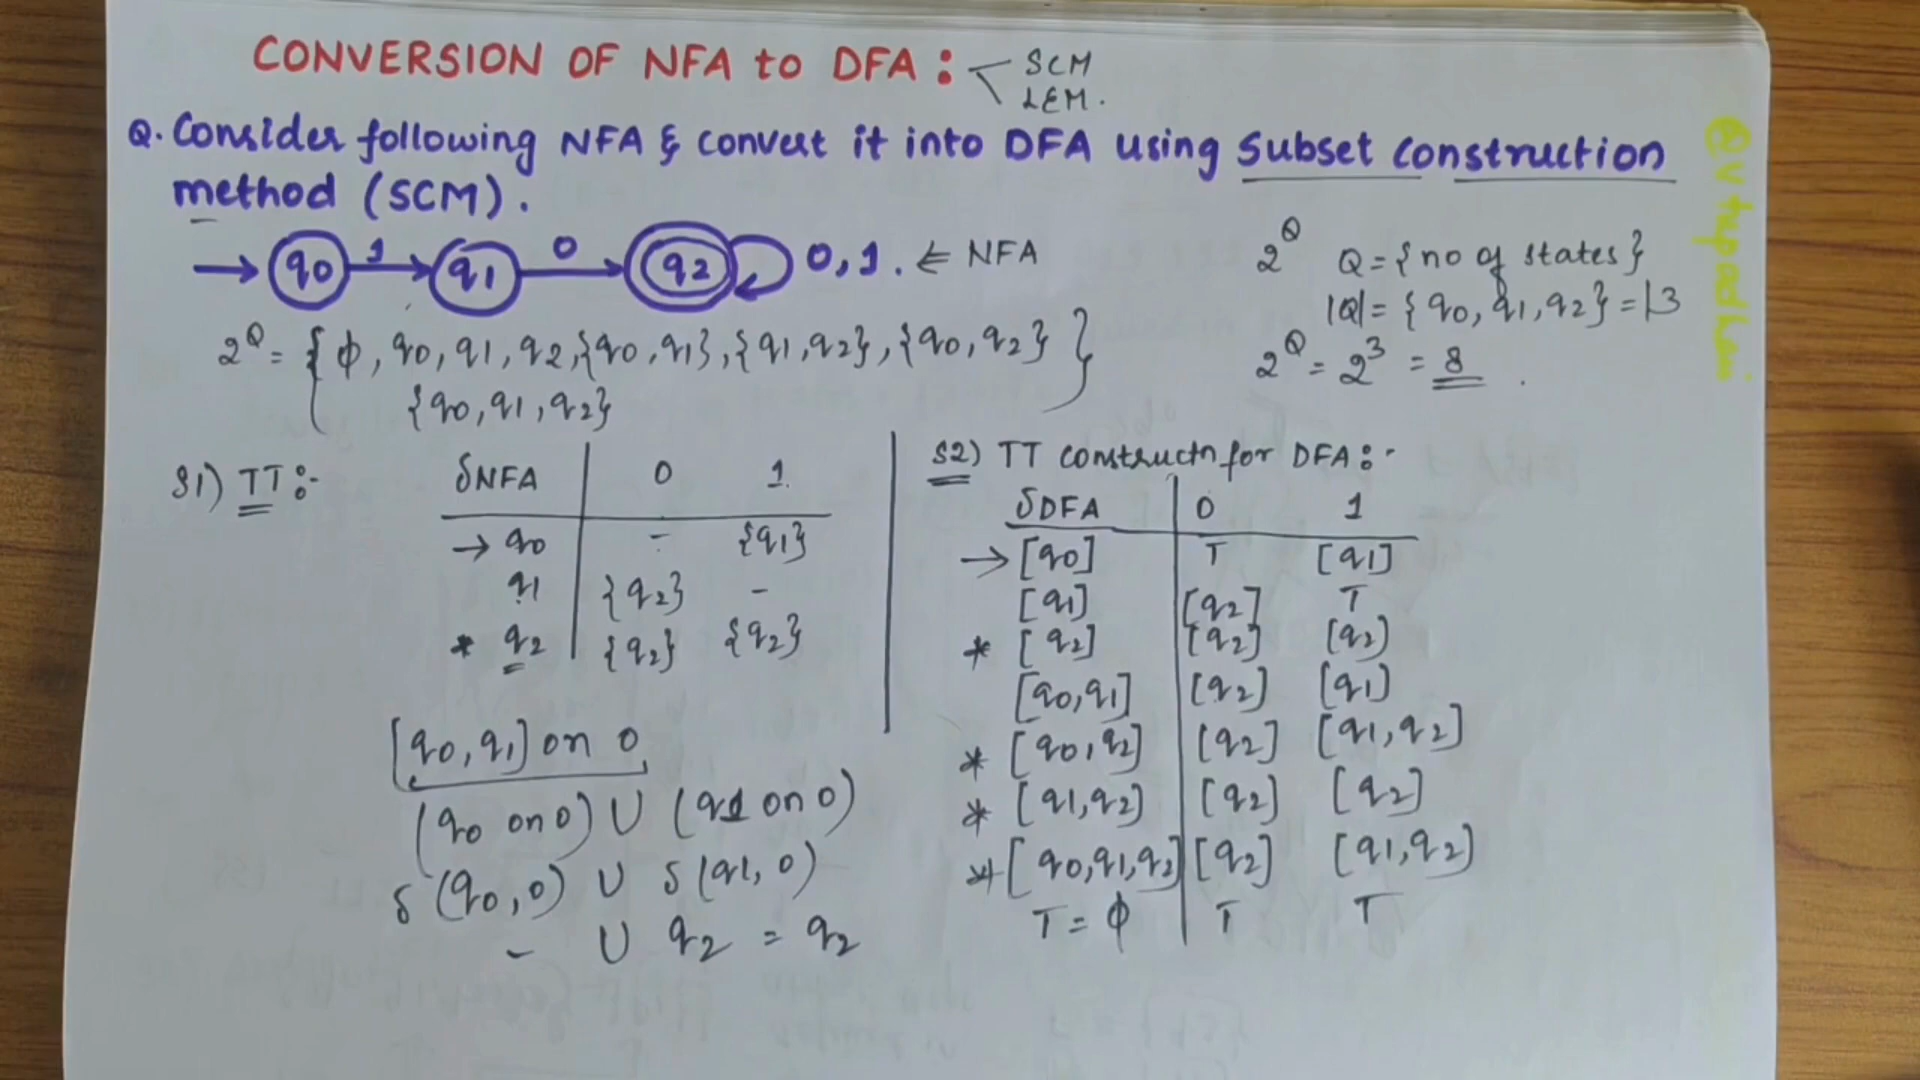 CONVERSION OF NFA to DFA :
SCM
LEM.
Q. Consider following NFA & convert it into DFA using Subset construction
method (SCM).
q0 1 q1 0 q2 0,1. ⇐ NFA
2^Q Q = {no of states}
|Q| = {q0, q1, q2} = |3
2^Q = 2^3 = 8
2^Q = { ϕ, q0, q1, q2, {q0, q1}, {q1, q2}, {q0, q2} }
{q0, q1, q2}
S1) TT :-
δNFA 0 1
→ q0 - {q1}
q1 {q2} -
* q2 {q2} {q2}
[q0, q1] on 0
(q0 on 0) ∪ (q1 on 0)
δ (q0, 0) ∪ δ (q1, 0)
- ∪ q2 = q2
S2) TT constructn for DFA :-
δDFA 0 1
→ [q0] T [q1]
[q1] [q2] T
* [q2] [q2] [q2]
[q0, q1] [q2] [q1]
* [q0, q2] [q2] [q1, q2]
* [q1, q2] [q2] [q2]
* [q0, q1, q2] [q2] [q1, q2]
T = ϕ T T